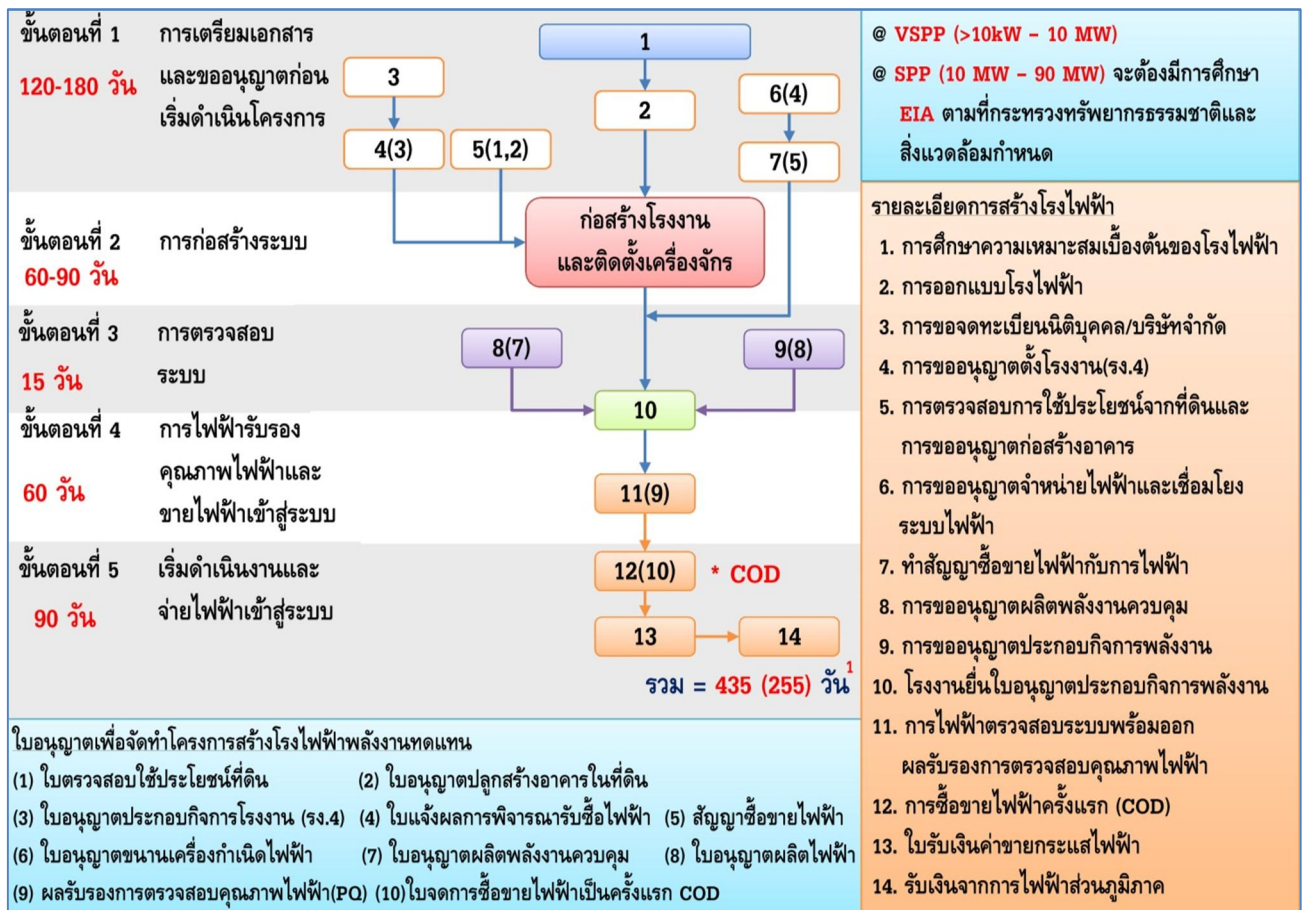 ขั้นตอนที่ 1 การเตรียมเอกสาร
120-180 วัน และขออนุญาตก่อน
เริ่มดำเนินโครงการ
1
3
2
6(4)
4(3)
5(1,2)
7(5)
ขั้นตอนที่ 2 การก่อสร้างระบบ
60-90 วัน
ก่อสร้างโรงงาน
และติดตั้งเครื่องจักร
ขั้นตอนที่ 3 การตรวจสอบ
15 วัน ระบบ
8(7)
9(8)
10
ขั้นตอนที่ 4 การไฟฟ้ารับรอง
คุณภาพไฟฟ้าและ
60 วัน
ขายไฟฟ้าเข้าสู่ระบบ
11(9)
ขั้นตอนที่ 5 เริ่มดำเนินงานและ
90 วัน จ่ายไฟฟ้าเข้าสู่ระบบ
12(10) * COD
13
14
รวม = 435 (255) วัน1
@ VSPP (>10kW – 10 MW)
@ SPP (10 MW – 90 MW) จะต้องมีการศึกษา
EIA ตามที่กระทรวงทรัพยากรธรรมชาติและ
สิ่งแวดล้อมกำหนด
รายละเอียดการสร้างโรงไฟฟ้า
1. การศึกษาความเหมาะสมเบื้องต้นของโรงไฟฟ้า
2. การออกแบบโรงไฟฟ้า
3. การขอจดทะเบียนนิติบุคคล/บริษัทจำกัด
4. การขออนุญาตตั้งโรงงาน(รง.4)
5. การตรวจสอบการใช้ประโยชน์จากที่ดินและ
การขออนุญาตก่อสร้างอาคาร
6. การขออนุญาตจำหน่ายไฟฟ้าและเชื่อมโยง
ระบบไฟฟ้า
7. ทำสัญญาซื้อขายไฟฟ้ากับการไฟฟ้า
8. การขออนุญาตผลิตพลังงานควบคุม
9. การขออนุญาตประกอบกิจการพลังงาน
10. โรงงานยื่นใบอนุญาตประกอบกิจการพลังงาน
11. การไฟฟ้าตรวจสอบระบบพร้อมออก
ผลรับรองการตรวจสอบคุณภาพไฟฟ้า
12. การซื้อขายไฟฟ้าครั้งแรก (COD)
13. ใบรับเงินค่าขายกระแสไฟฟ้า
14. รับเงินจากการไฟฟ้าส่วนภูมิภาค
ใบอนุญาตเพื่อจัดทำโครงการสร้างโรงไฟฟ้าพลังงานทดแทน
(1) ใบตรวจสอบใช้ประโยชน์ที่ดิน (2) ใบอนุญาตปลูกสร้างอาคารในที่ดิน
(3) ใบอนุญาตประกอบกิจการโรงงาน (รง.4) (4) ใบแจ้งผลการพิจารณารับซื้อไฟฟ้า (5) สัญญาซื้อขายไฟฟ้า
(6) ใบอนุญาตขนานเครื่องกำเนิดไฟฟ้า (7) ใบอนุญาตผลิตพลังงานควบคุม (8) ใบอนุญาตผลิตไฟฟ้า
(9) ผลรับรองการตรวจสอบคุณภาพไฟฟ้า(PQ) (10)ใบจดการซื้อขายไฟฟ้าเป็นครั้งแรก COD